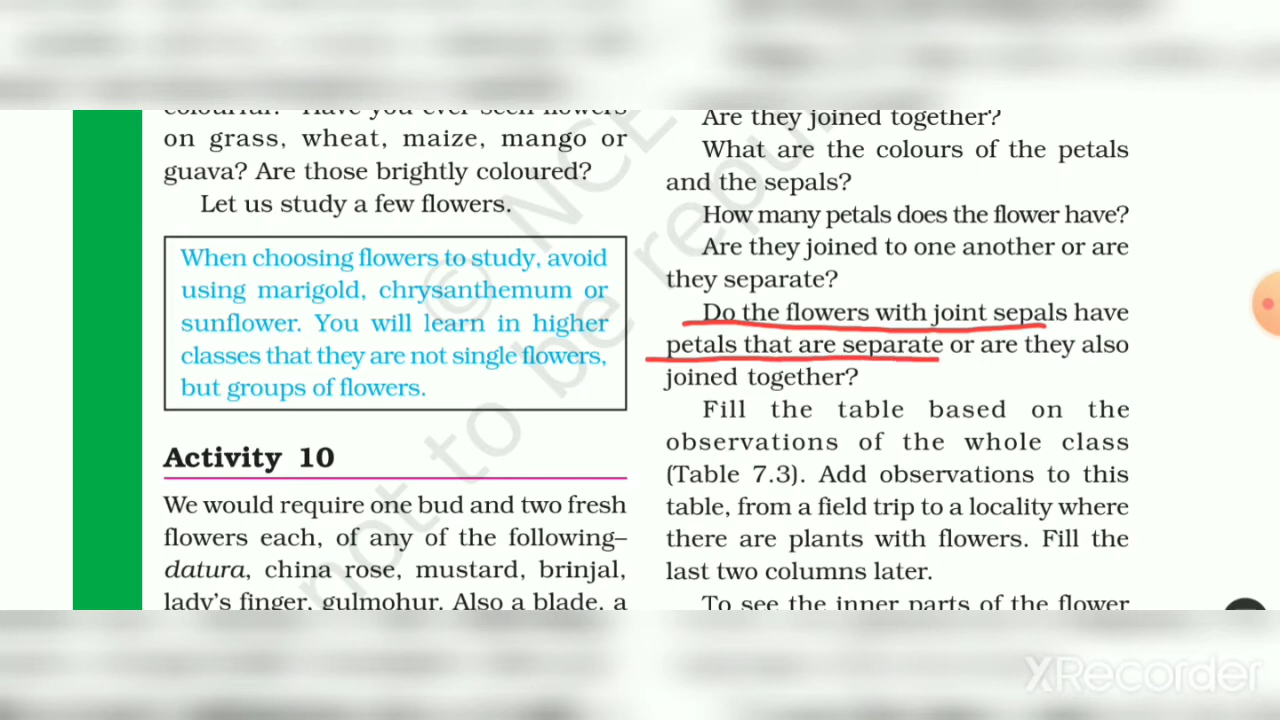 colourful? Have you ever seen flowers
on grass, wheat, maize, mango or
guava? Are those brightly coloured?
Let us study a few flowers.
When choosing flowers to study, avoid
using marigold, chrysanthemum or
sunflower. You will learn in higher
classes that they are not single flowers,
but groups of flowers.
Activity 10
We would require one bud and two fresh
flowers each, of any of the following–
datura, china rose, mustard, brinjal,
lady's finger, gulmohur. Also a blade, a
Are they joined together?
What are the colours of the petals
and the sepals?
How many petals does the flower have?
Are they joined to one another or are
they separate?
Do the flowers with joint sepals have
petals that are separate or are they also
joined together?
Fill the table based on the
observations of the whole class
(Table 7.3). Add observations to this
table, from a field trip to a locality where
there are plants with flowers. Fill the
last two columns later.
To see the inner parts of the flower
© NCE
not to be repu
XRecorder